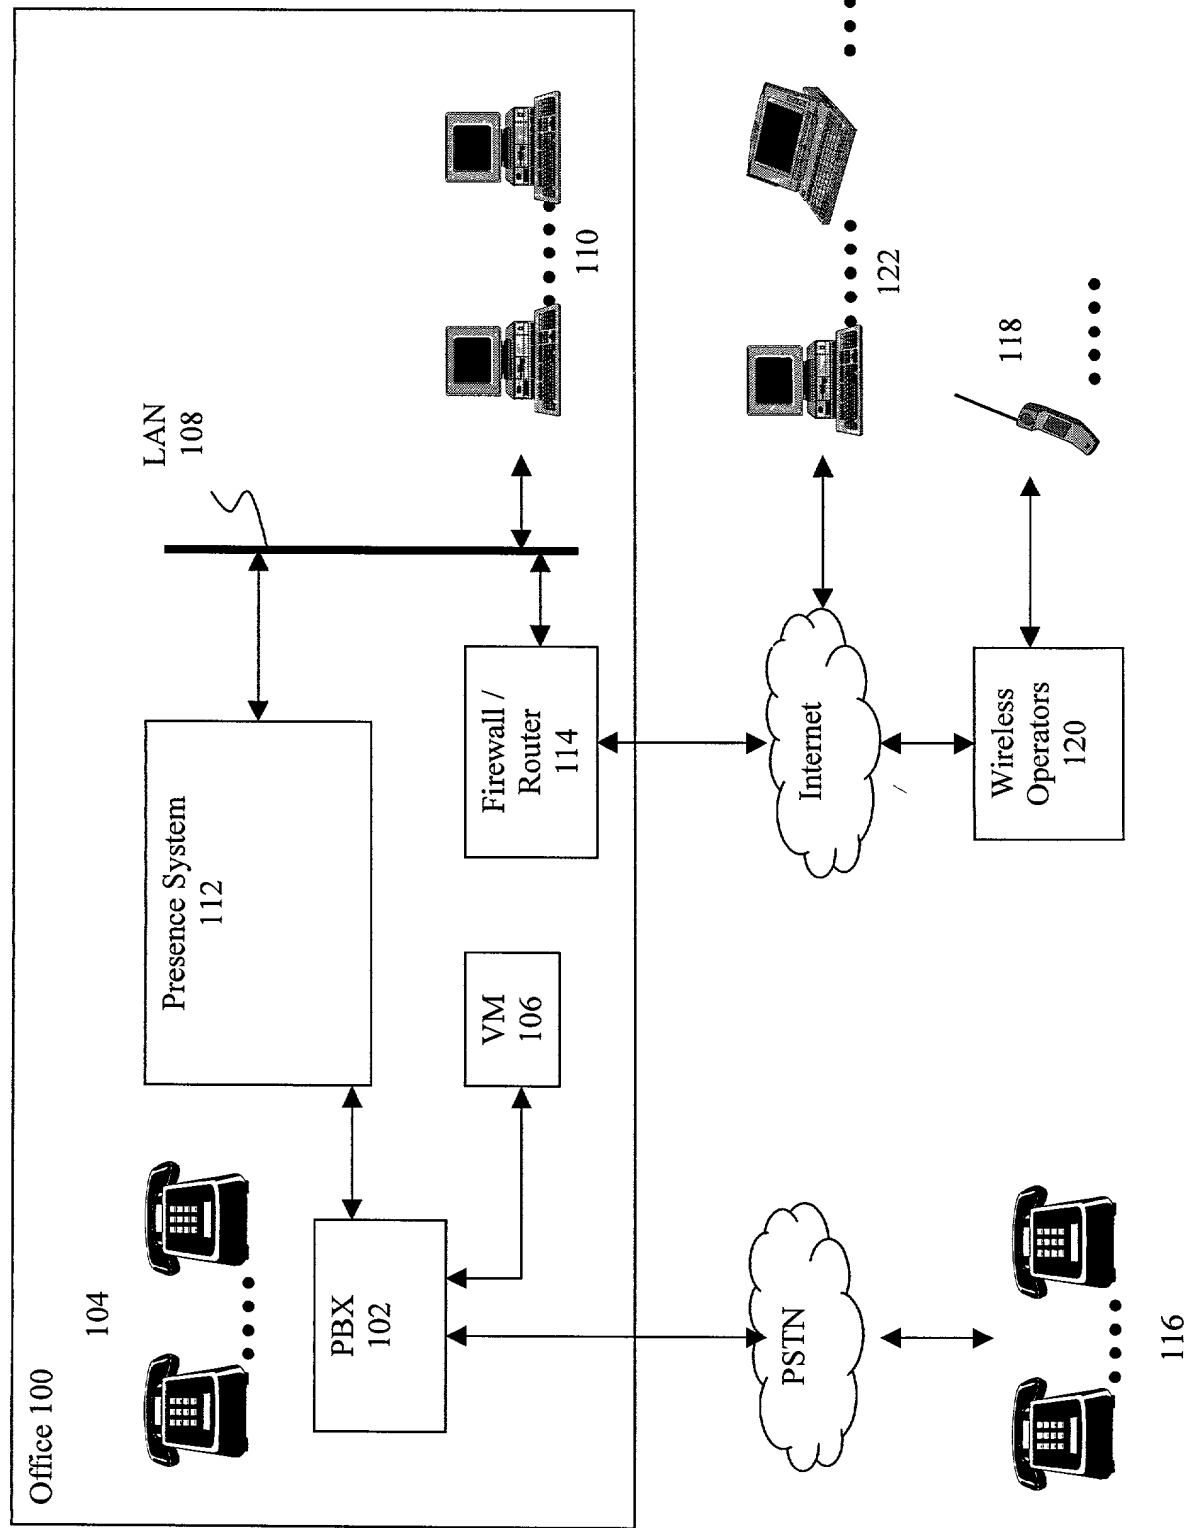 Office 100
104
PBX
102
Presence System
112
VM
106
Firewall /
Router
114
LAN
108
110
PSTN
116
Internet
122
Wireless
Operators
120
118